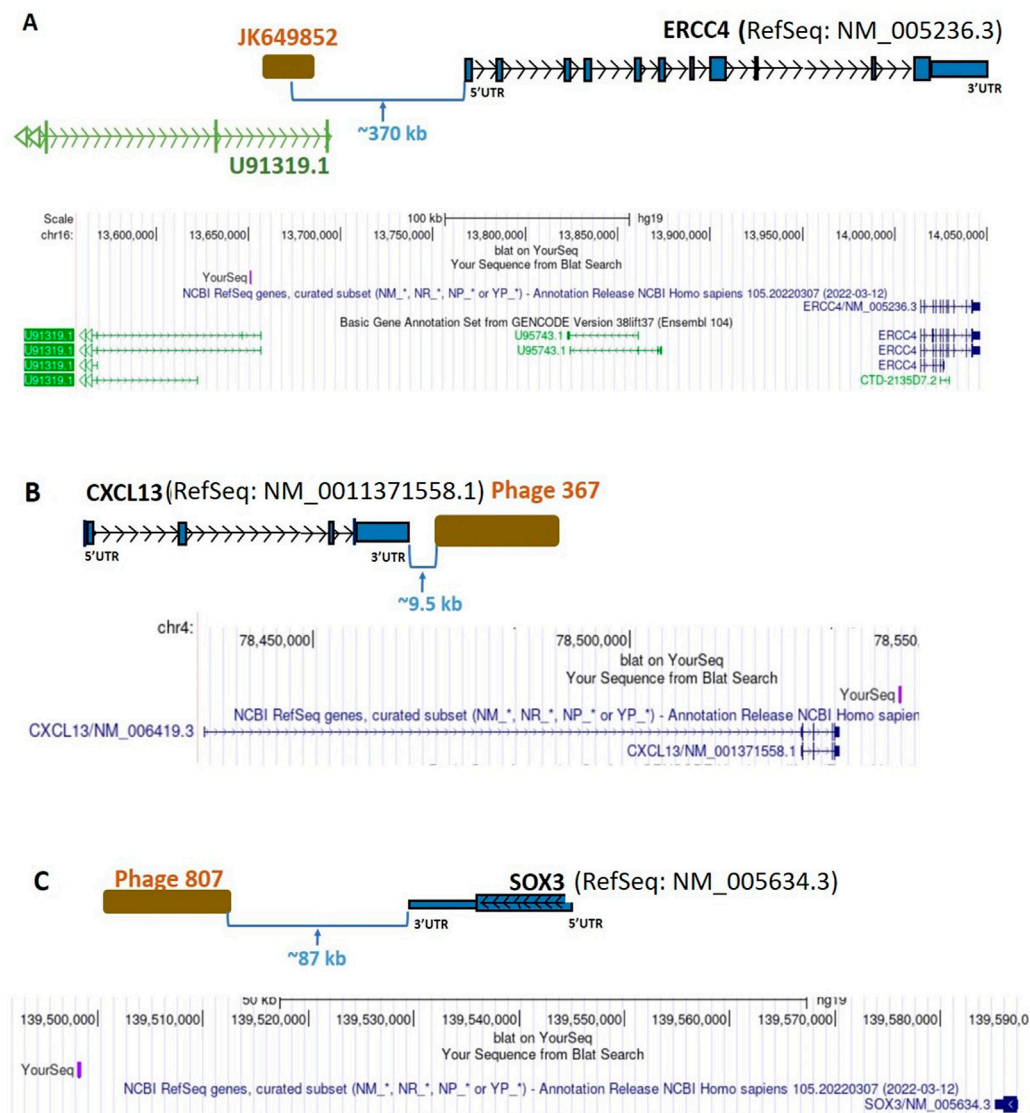 A
JK649852
ERCC4 (RefSeq: NM_005236.3)
5'UTR
3'UTR
~370 kb
U91319.1
Scale
100 kb
hg19
chr16:
13,600,000
13,650,000
13,700,000
13,750,000
13,800,000
13,850,000
13,900,000
13,950,000
14,000,000
14,050,000
blat on YourSeq
Your Sequence from Blat Search
YourSeq
NCBI RefSeq genes, curated subset (NM_*, NR_*, NP_* or YP_*) - Annotation Release NCBI Homo sapiens 105.20220307 (2022-03-12)
ERCC4/NM_005236.3
Basic Gene Annotation Set from GENCODE Version 38lift37 (Ensembl 104)
U91319.1
U95743.1
ERCC4
U91319.1
U95743.1
ERCC4
U91319.1
ERCC4
U91319.1
CTD-2135D7.2
B
CXCL13(RefSeq: NM_0011371558.1) Phage 367
5'UTR
3'UTR
~9.5 kb
chr4:
78,450,000
78,500,000
78,550,
blat on YourSeq
Your Sequence from Blat Search
YourSeq
NCBI RefSeq genes, curated subset (NM_*, NR_*, NP_* or YP_*) - Annotation Release NCBI Homo sapien
CXCL13/NM_006419.3
CXCL13/NM_001371558.1
C
Phage 807
SOX3 (RefSeq: NM_005634.3)
3'UTR
5'UTR
~87 kb
50 kb
hg19
139,500,000
139,510,000
139,520,000
139,530,000
139,540,000
139,550,000
139,560,000
139,570,000
139,580,000
139,590,0
blat on YourSeq
Your Sequence from Blat Search
YourSeq
NCBI RefSeq genes, curated subset (NM_*, NR_*, NP_* or YP_*) - Annotation Release NCBI Homo sapiens 105.20220307 (2022-03-12)
SOX3/NM_005634.3